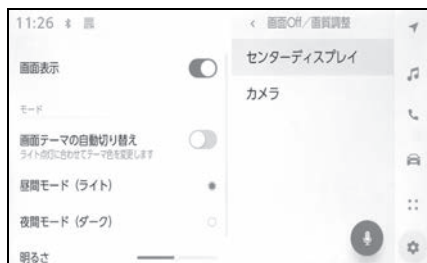 11:26
< 画面Off/画質調整
画面表示
センターディスプレイ
カメラ
モード
画面テーマの自動切り替え
ライト点灯に合わせてテーマ色を変更します
昼間モード（ライト）
夜間モード（ダーク）
明るさ